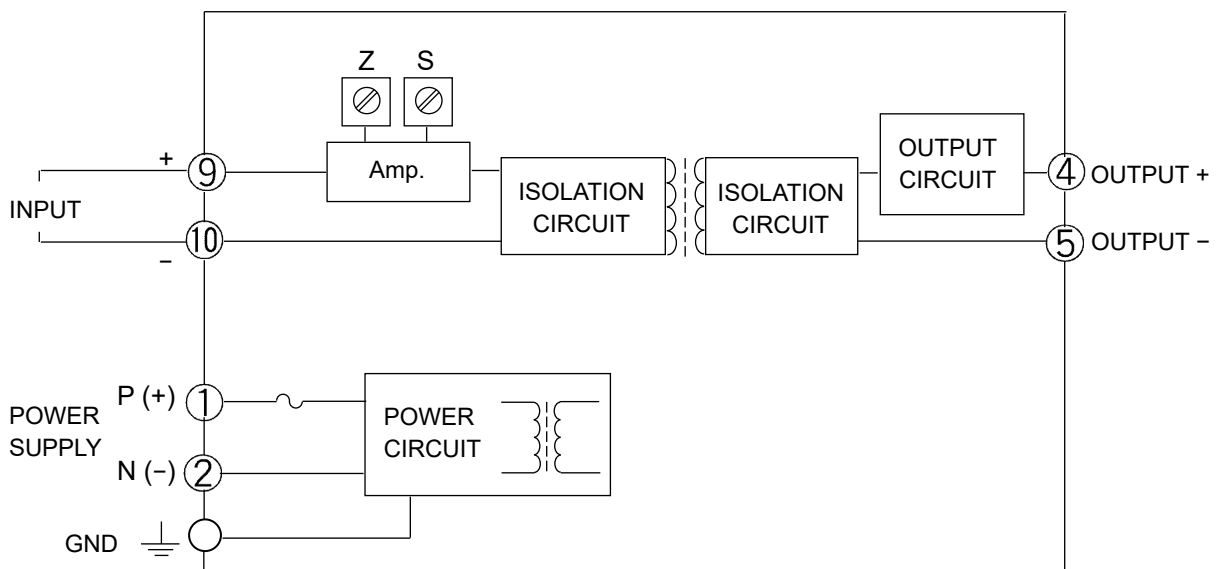 Z S
+
9
Amp.
INPUT
10
−
ISOLATION
CIRCUIT
ISOLATION
CIRCUIT
OUTPUT
CIRCUIT
4 OUTPUT +
5 OUTPUT −
P (+) 1
POWER
SUPPLY
N (−) 2
POWER
CIRCUIT
GND